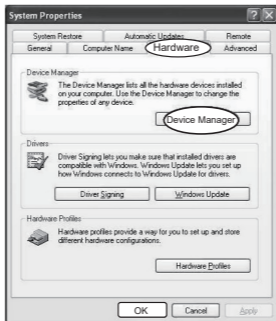 System Properties
System Restore Automatic Updates Remote
General Computer Name Hardware Advanced
Device Manager
The Device Manager lists all the hardware devices installed
on your computer. Use the Device Manager to change the
properties of any device.
Device Manager
Drivers
Driver Signing lets you make sure that installed drivers are
compatible with Windows. Windows Update lets you set up
how Windows connects to Windows Update for drivers.
Driver Signing Windows Update
Hardware Profiles
Hardware profiles provide a way for you to set up and store
different hardware configurations.
Hardware Profiles
OK Cancel Apply